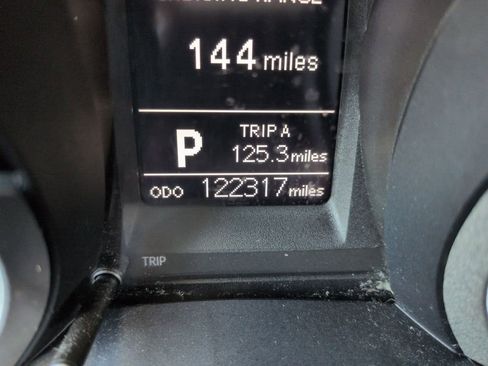 144 miles
P
TRIP A
125.3 miles
ODO 122317 miles
TRIP